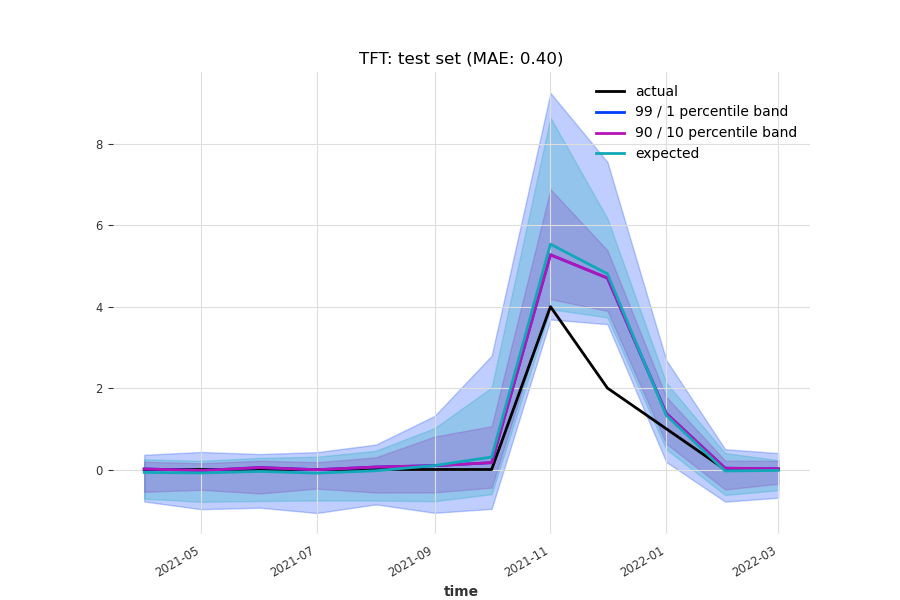 TFT: test set (MAE: 0.40)
actual
99 / 1 percentile band
90 / 10 percentile band
expected
8
6
4
2
0
2021-05
2021-07
2021-09
2021-11
2022-01
2022-03
time